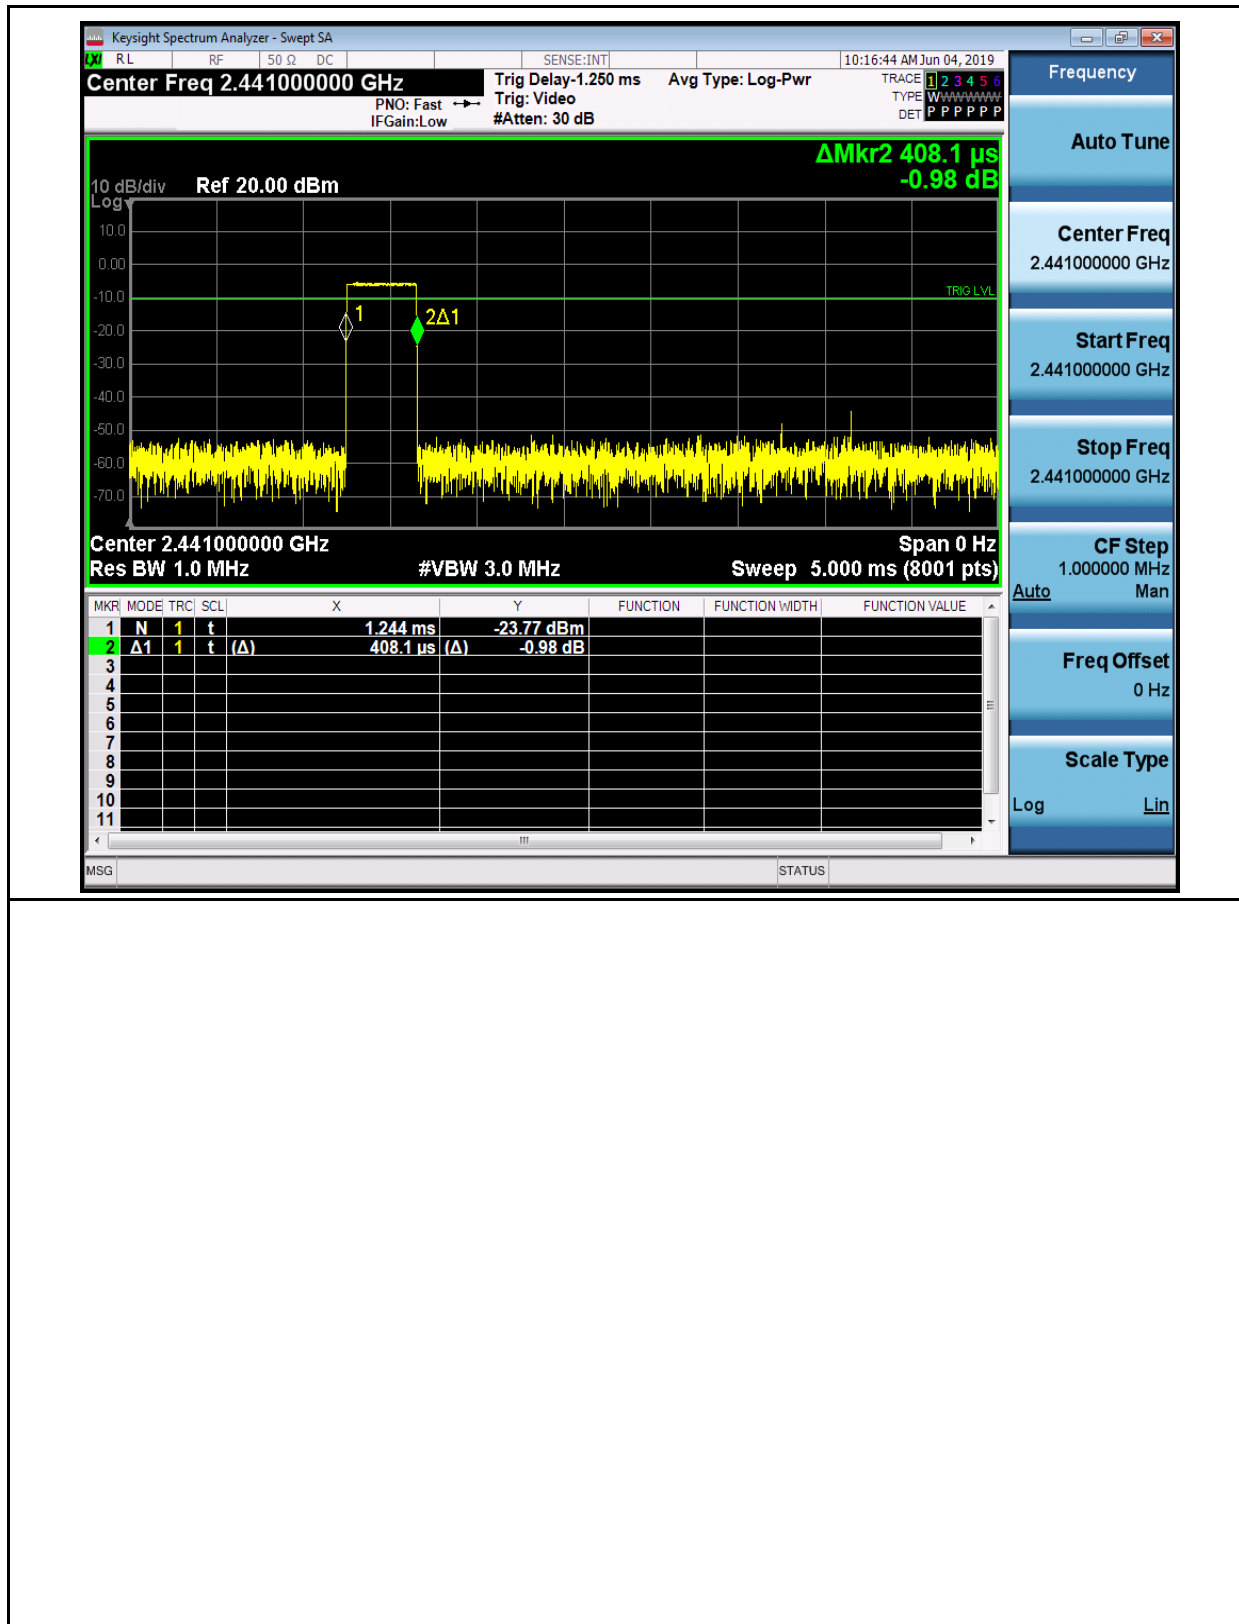 Keysight Spectrum Analyzer - Swept SA
LXI RL RF 50 Ω DC SENSE:INT 10:16:44 AM Jun 04, 2019
Center Freq 2.441000000 GHz
PNO: Fast
IFGain:Low
Trig Delay-1.250 ms
Trig: Video
#Atten: 30 dB
Avg Type: Log-Pwr
TRACE 1 2 3 4 5 6
TYPE WWWWWW
DET P P P P P P
ΔMkr2 408.1 µs
-0.98 dB
10 dB/div Ref 20.00 dBm
Log
10.0
0.00
-10.0
-20.0
-30.0
-40.0
-50.0
-60.0
-70.0
TRIG LVL
1
2Δ1
Center 2.441000000 GHz Span 0 Hz
Res BW 1.0 MHz #VBW 3.0 MHz Sweep 5.000 ms (8001 pts)
MKR MODE TRC SCL X Y FUNCTION FUNCTION WIDTH FUNCTION VALUE
1 N 1 t 1.244 ms -23.77 dBm
2 Δ1 1 t (Δ) 408.1 µs (Δ) -0.98 dB
3
4
5
6
7
8
9
10
11
MSG STATUS
Frequency
Auto Tune
Center Freq
2.441000000 GHz
Start Freq
2.441000000 GHz
Stop Freq
2.441000000 GHz
CF Step
1.000000 MHz
Auto Man
Freq Offset
0 Hz
Scale Type
Log Lin